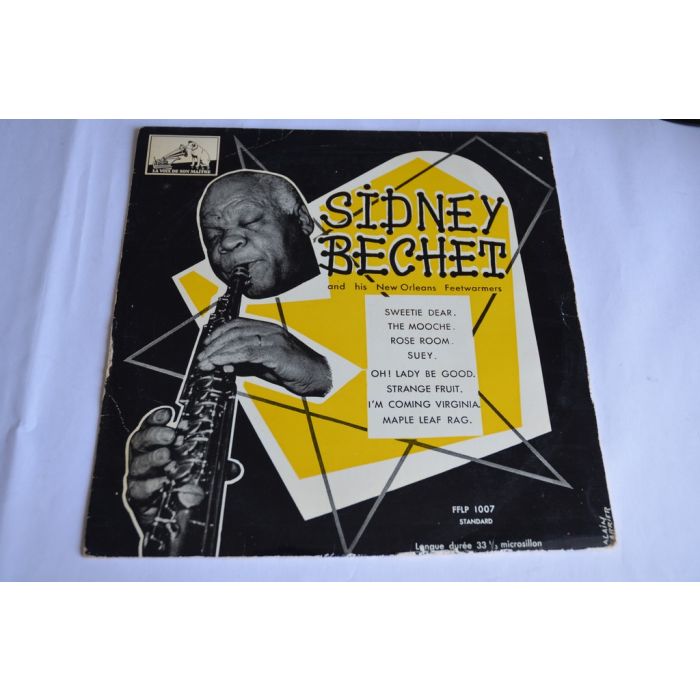 LA VOIX DE SON MAITRE
SIDNEY
BECHET
and his New Orleans Feetwarmers
SWEETIE DEAR.
THE MOOCHE.
ROSE ROOM.
SUEY.
OH! LADY BE GOOD.
STRANGE FRUIT.
I'M COMING VIRGINIA.
MAPLE LEAF RAG.
FFLP 1007
STANDARD
Longue durée 33 1/3 microsillon
ALAIN